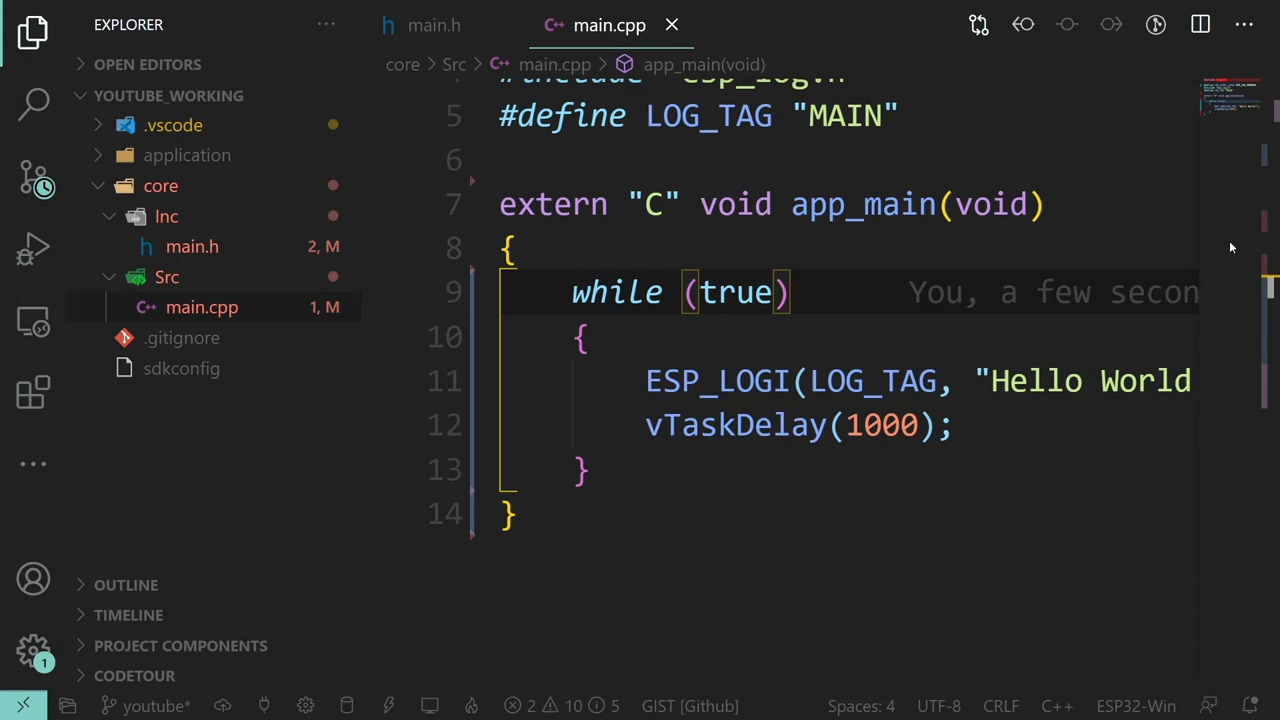 EXPLORER
main.h
main.cpp
OPEN EDITORS
core > Src > main.cpp > app_main(void)
YOUTUBE_WORKING
.vscode
application
core
Inc
main.h 2, M
Src
main.cpp 1, M
.gitignore
sdkconfig
#include "esp_log.h"
5 #define LOG_TAG "MAIN"
6
7 extern "C" void app_main(void)
8 {
9 while (true) You, a few secon
10 {
11 ESP_LOGI(LOG_TAG, "Hello World
12 vTaskDelay(1000);
13 }
14 }
OUTLINE
TIMELINE
PROJECT COMPONENTS
CODETOUR
1
youtube* 2 10 5 GIST [Github] Spaces: 4 UTF-8 CRLF C++ ESP32-Win